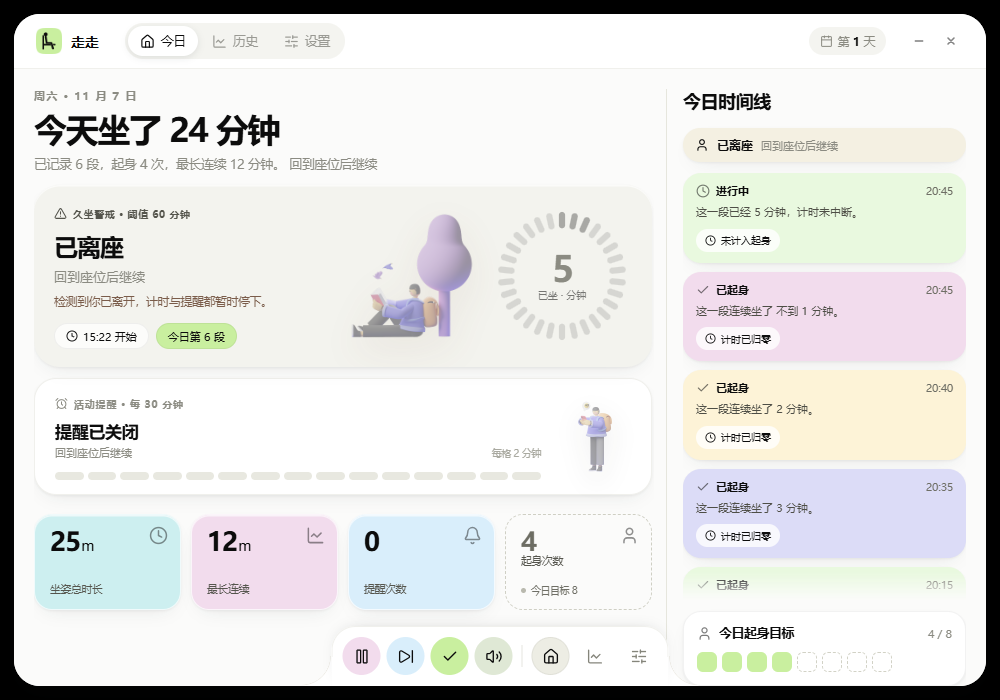 走走
今日
历史
设置
第 1 天
周六 • 11 月 7 日
今天坐了 24 分钟
已记录 6 段，起身 4 次，最长连续 12 分钟。 回到座位后继续
久坐警戒 • 阈值 60 分钟
已离座
回到座位后继续
检测到你已离开，计时与提醒都暂时停下。
15:22 开始
今日第 6 段
5
已坐 · 分钟
活动提醒 • 每 30 分钟
提醒已关闭
回到座位后继续
每格 2 分钟
25m
坐姿总时长
12m
最长连续
0
提醒次数
4
起身次数
今日目标 8
今日时间线
已离座 回到座位后继续
进行中 20:45
这一段已经 5 分钟，计时未中断。
未计入起身
已起身 20:45
这一段连续坐了 不到 1 分钟。
计时已归零
已起身 20:40
这一段连续坐了 2 分钟。
计时已归零
已起身 20:35
这一段连续坐了 3 分钟。
计时已归零
已起身 20:15
今日起身目标 4 / 8